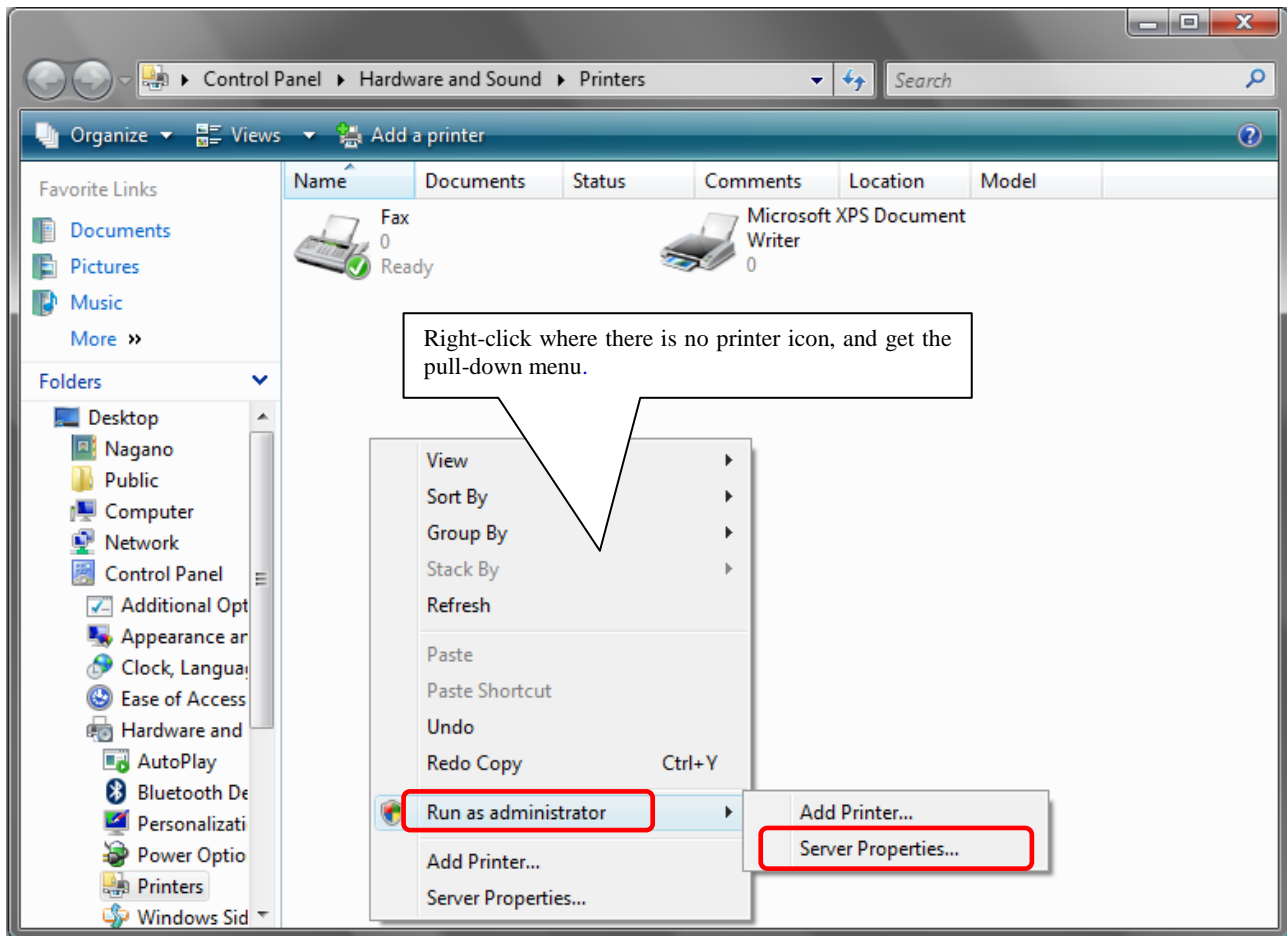 Control Panel Hardware and Sound Printers
Search
Organize Views Add a printer
Favorite Links
Documents
Pictures
Music
More »
Folders
Desktop
Nagano
Public
Computer
Network
Control Panel
Additional Opt
Appearance ar
Clock, Langua
Ease of Access
Hardware and
AutoPlay
Bluetooth De
Personalizati
Power Optio
Printers
Windows Sid
Name Documents Status Comments Location Model
Fax
0
Ready
Microsoft XPS Document
Writer
0
Right-click where there is no printer icon, and get the
pull-down menu.
View
Sort By
Group By
Stack By
Refresh
Paste
Paste Shortcut
Undo
Redo Copy Ctrl+Y
Run as administrator
Add Printer...
Server Properties...
Add Printer...
Server Properties...